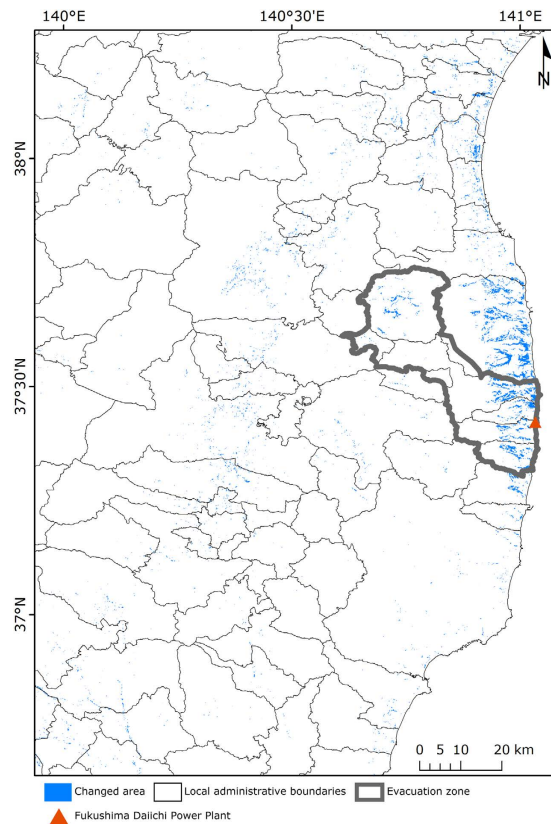 140°E 140°30'E 141°E
N
38°N
37°30'N
37°N
0 5 10 20 km
Changed area Local administrative boundaries Evacuation zone
Fukushima Daiichi Power Plant